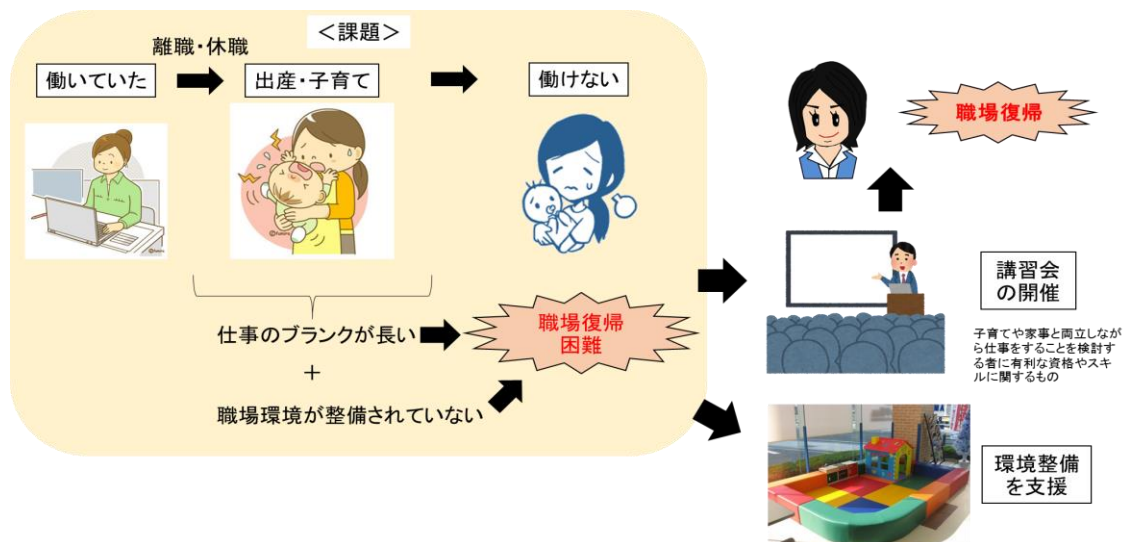 ＜課題＞
離職・休職
働いていた
出産・子育て
働けない
仕事のブランクが長い
＋
職場環境が整備されていない
職場復帰
困難
職場復帰
講習会
の開催
子育てや家事と両立しなが
ら仕事をすることを検討す
る者に有利な資格やスキ
ルに関するもの
環境整備
を支援